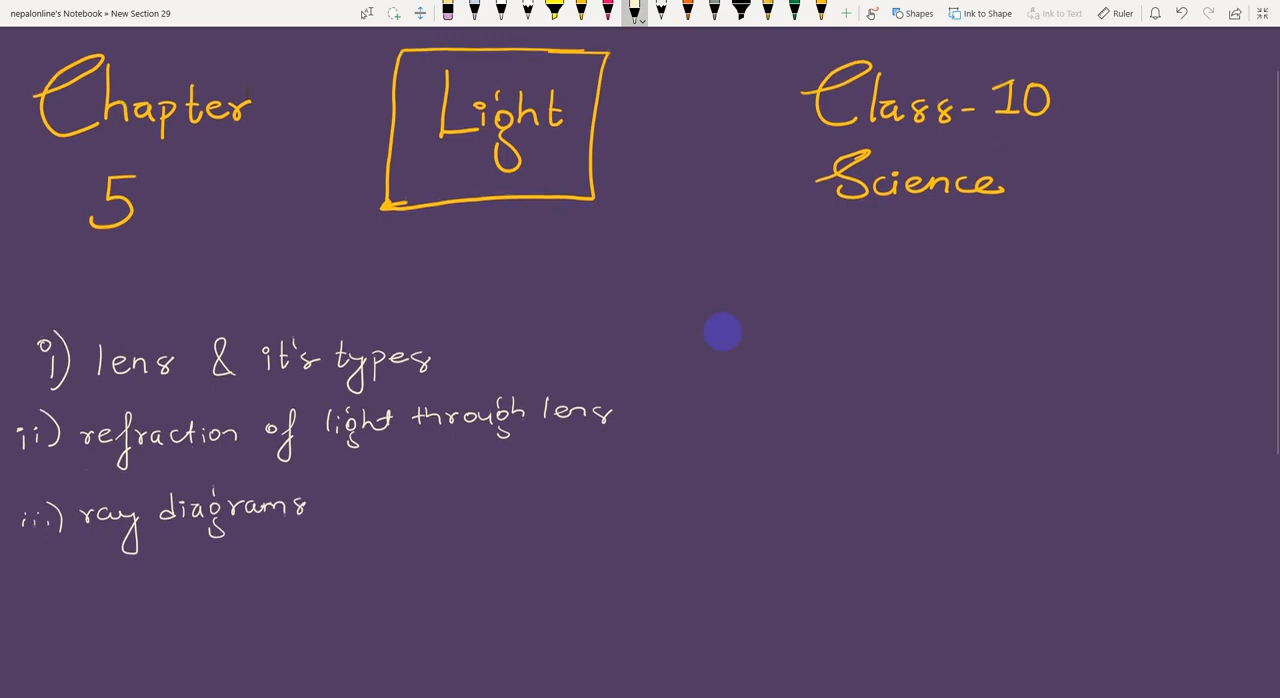 nepalonline's Notebook » New Section 29
Shapes
Ink to Shape
Ink to Text
Ruler
Chapter
5
Light
Class-10
Science
i) lens & it's types
ii) refraction of light through lens
iii) ray diagrams